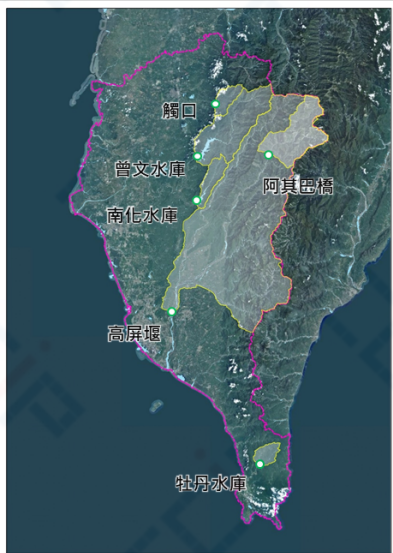 觸口
曾文水庫
阿其巴橋
南化水庫
高屏堰
牡丹水庫